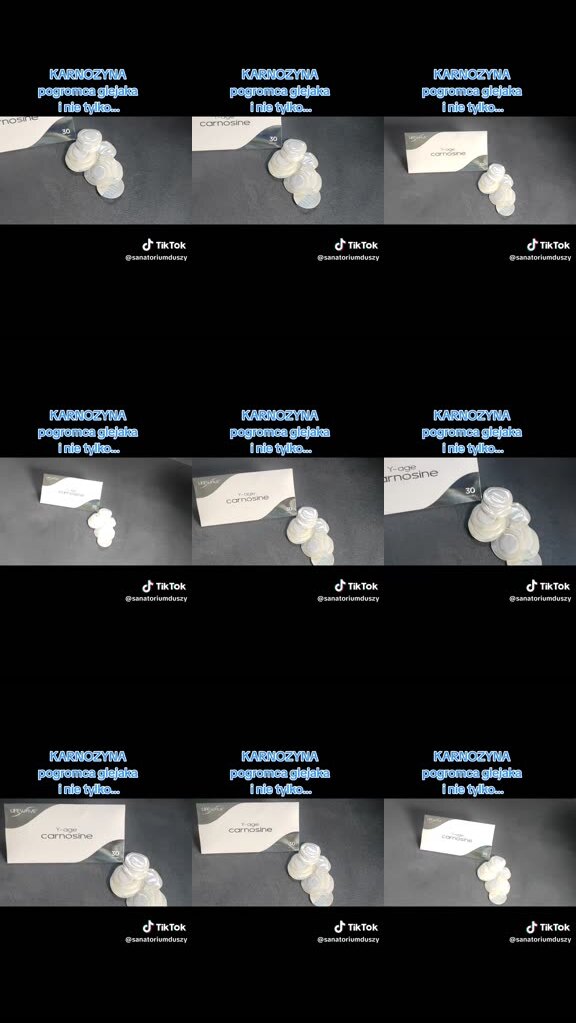 KARNOZYNA
pogromca glejaka
i nie tylko...
nosine
30
TikTok
@sanatoriumduszy
KARNOZYNA
pogromca glejaka
i nie tylko...
carnosine
30
TikTok
@sanatoriumduszy
KARNOZYNA
pogromca glejaka
i nie tylko...
Y-age
carnosine
TikTok
@sanatoriumduszy
KARNOZYNA
pogromca glejaka
i nie tylko...
carnosine
TikTok
@sanatoriumduszy
KARNOZYNA
pogromca glejaka
i nie tylko...
Y-age
carnosine
30
TikTok
@sanatoriumduszy
KARNOZYNA
pogromca glejaka
i nie tylko...
Y-age
arnosine
30
TikTok
@sanatoriumduszy
KARNOZYNA
pogromca glejaka
i nie tylko...
Y-age
carnosine
30
TikTok
@sanatoriumduszy
KARNOZYNA
pogromca glejaka
i nie tylko...
Y-age
carnosine
30
TikTok
@sanatoriumduszy
KARNOZYNA
pogromca glejaka
i nie tylko...
Y-age
carnosine
TikTok
@sanatoriumduszy